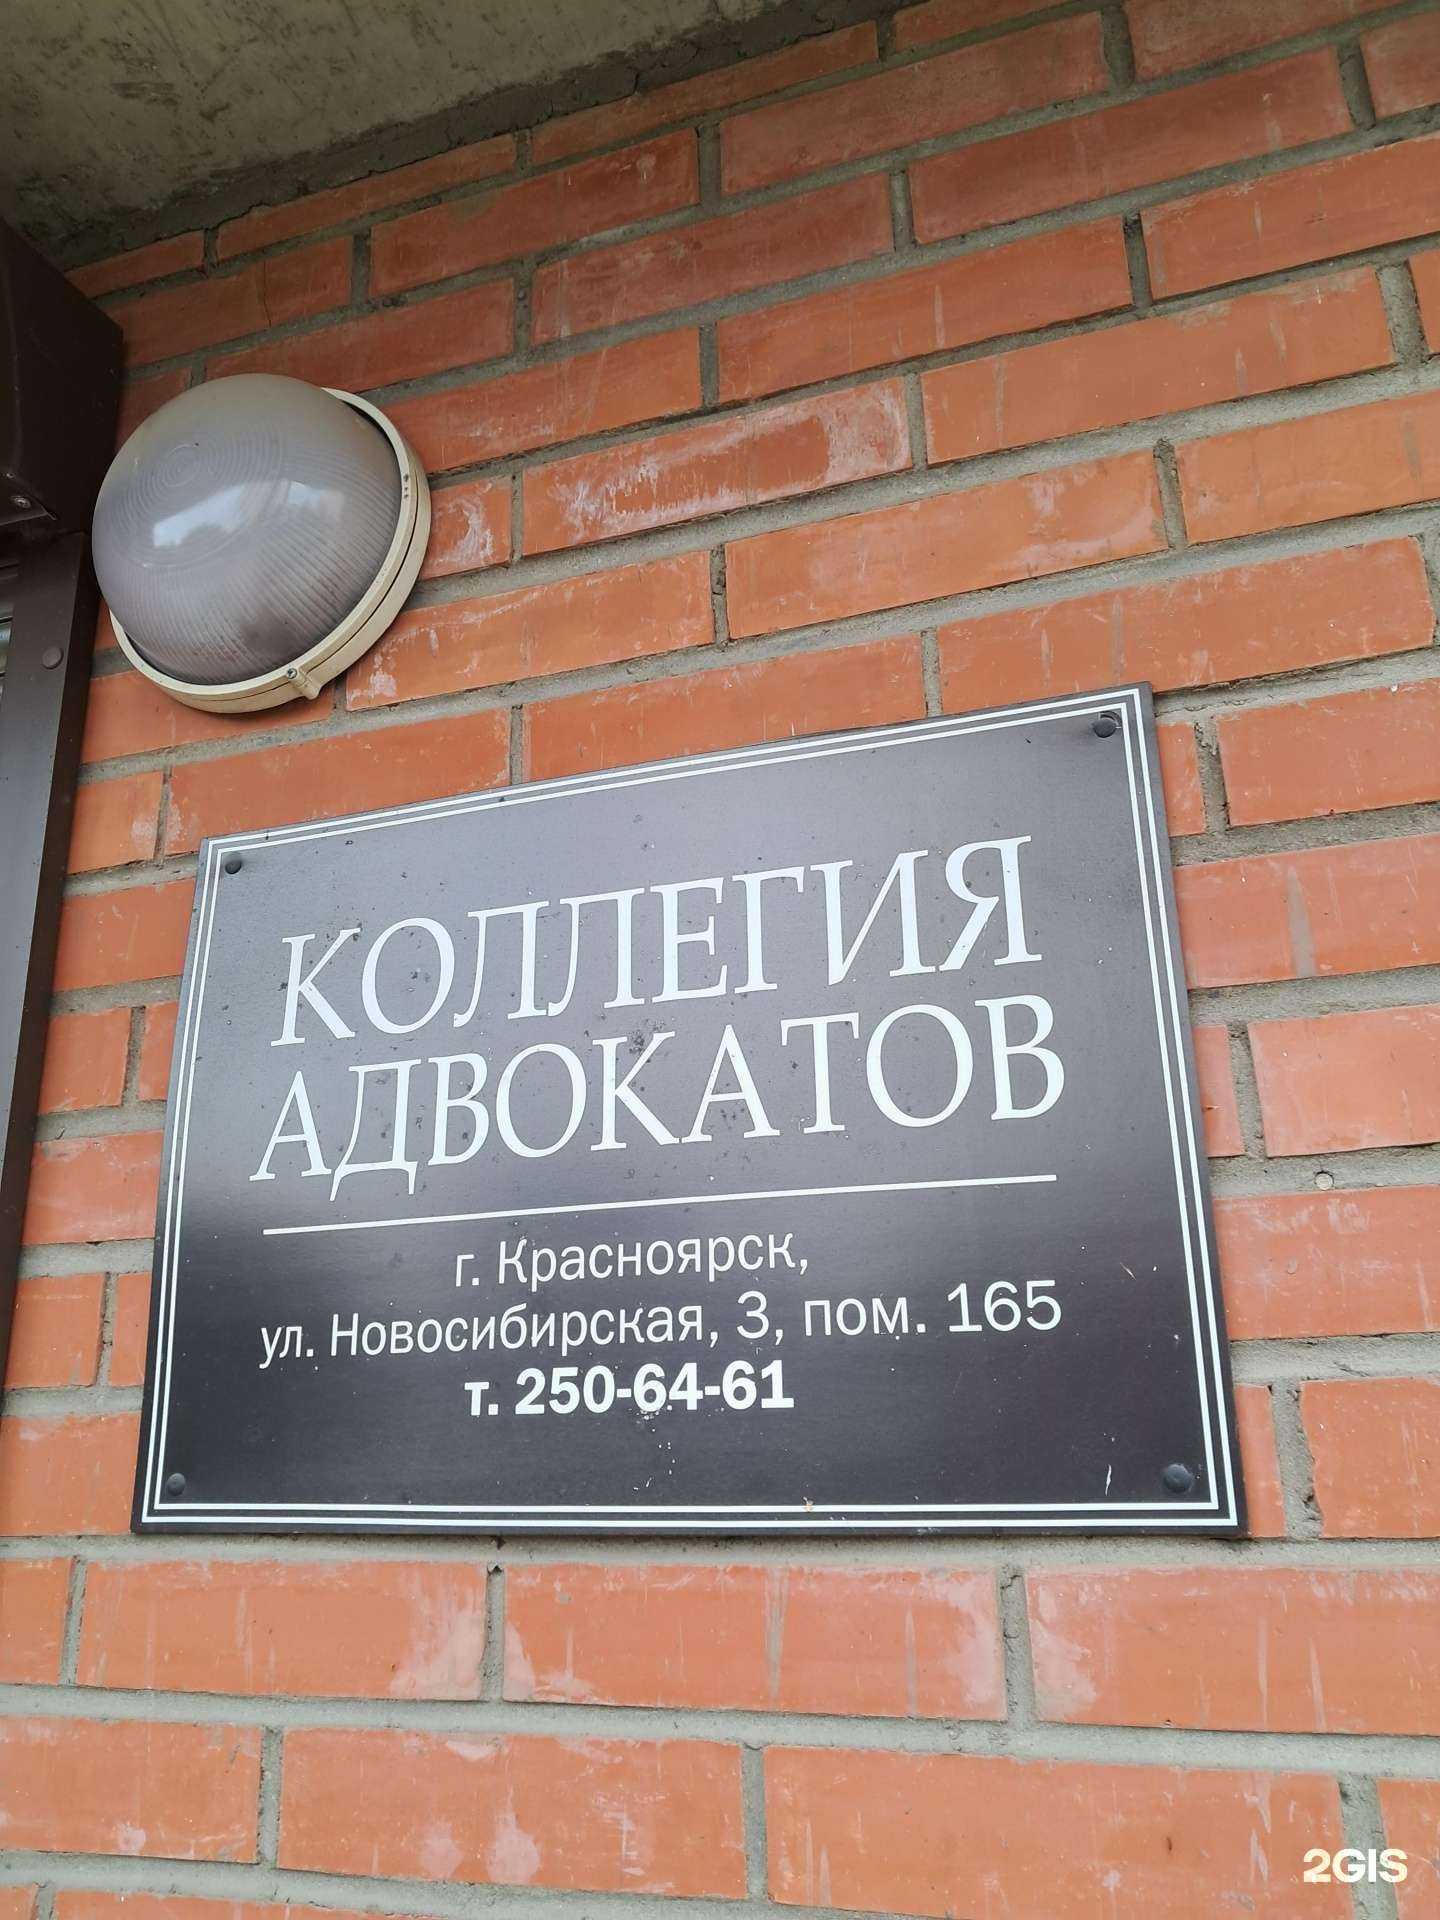 КОЛЛЕГИЯ
АДВОКАТОВ
г. Красноярск,
ул. Новосибирская, 3, пом. 165
т. 250-64-61
2GIS